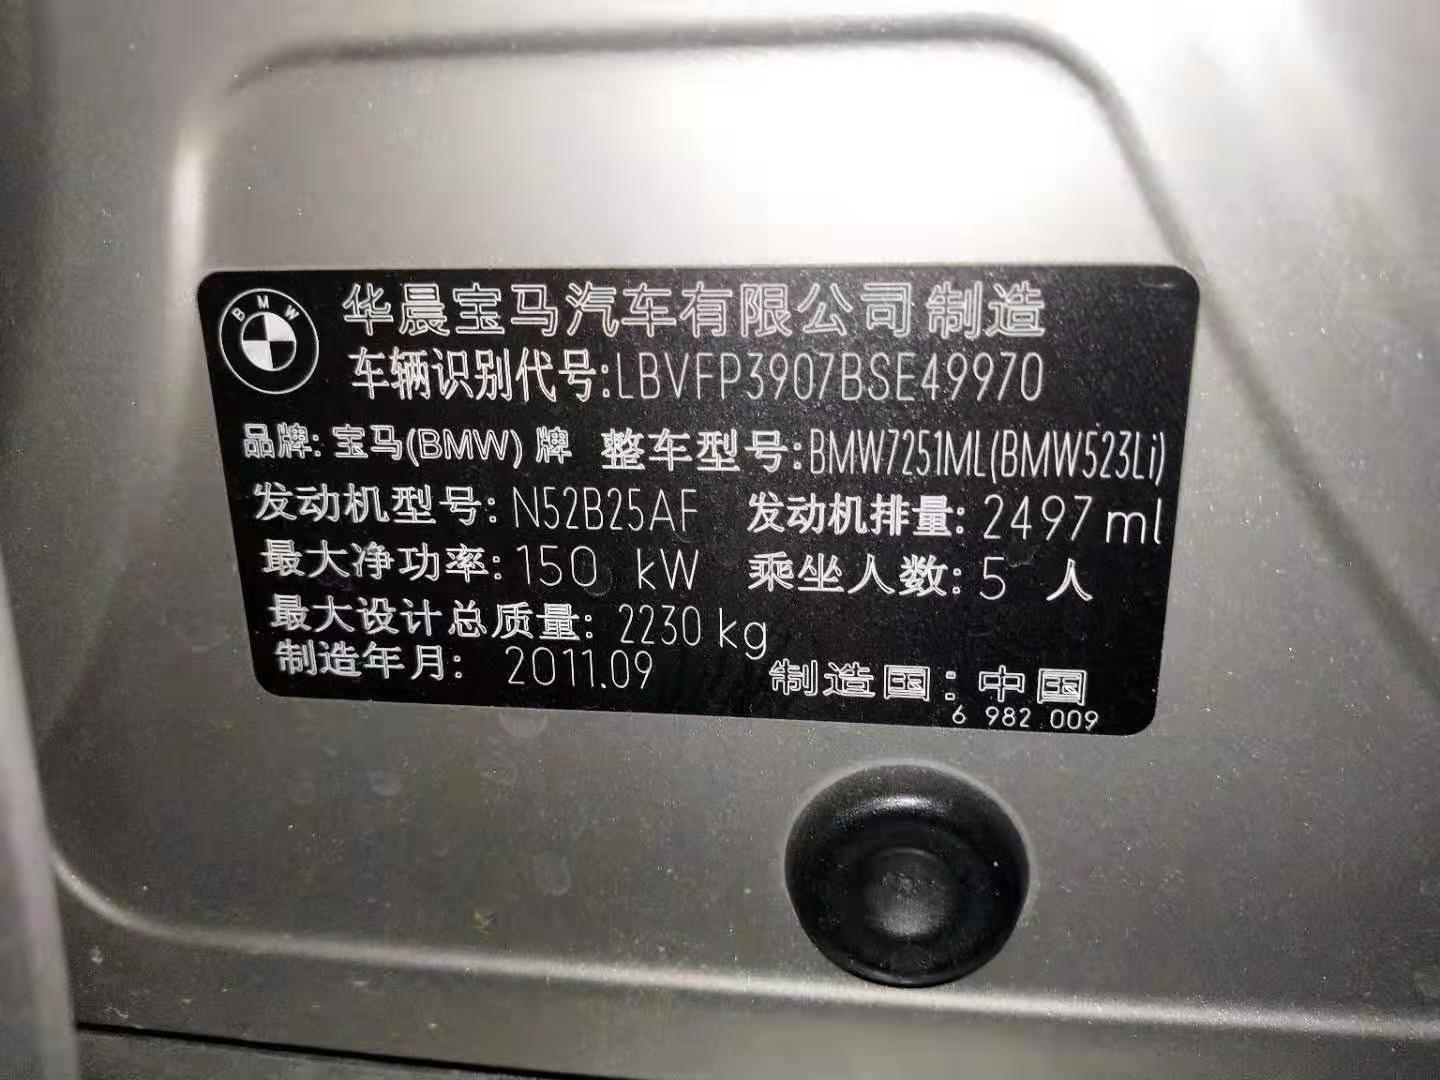 BMW
华晨宝马汽车有限公司制造
车辆识别代号:LBVFP3907BSE49970
品牌: 宝马(BMW) 牌 整车型号:BMW7251ML(BMW523Li)
发动机型号: N52B25AF 发动机排量: 2497 ml
最大净功率: 150 kW 乘坐人数: 5 人
最大设计总质量: 2230 kg
制造年月: 2011.09 制造国: 中国
6 982 009